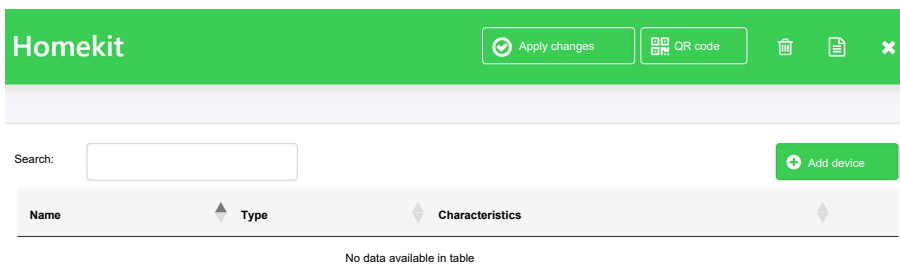 Homekit
Apply changes
QR code
Search:
Add device
Name Type Characteristics
No data available in table